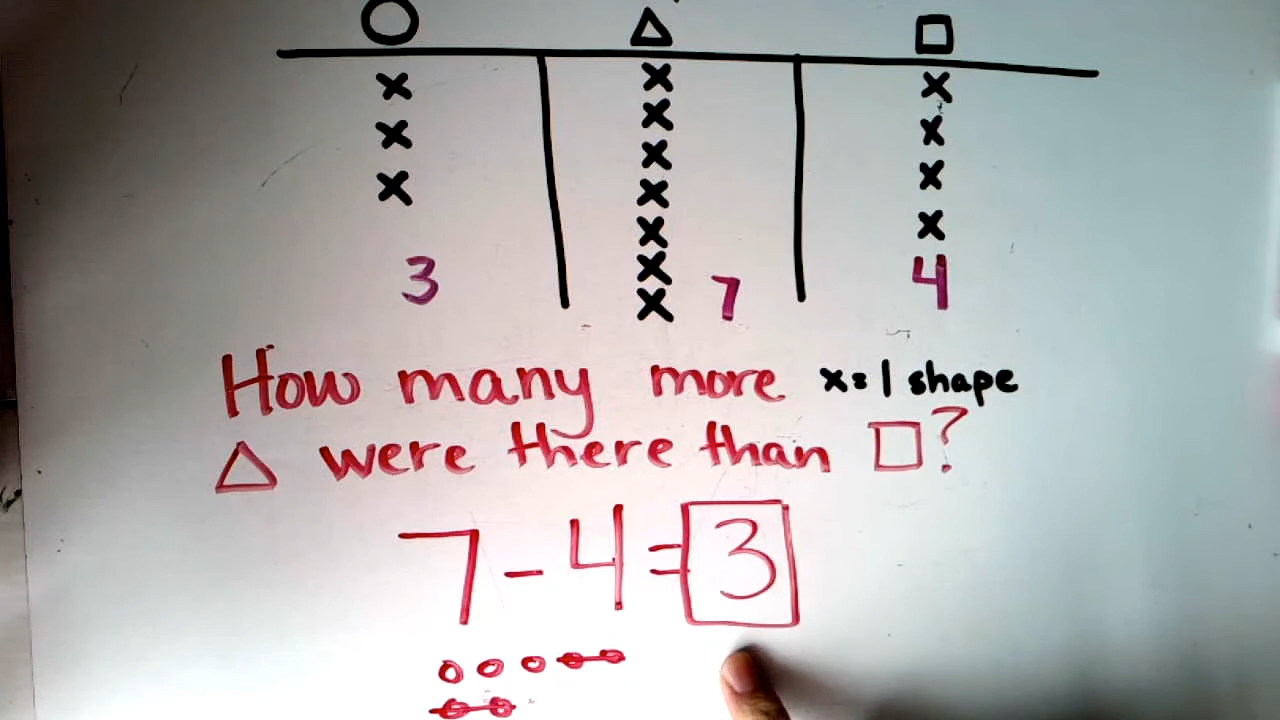 ○ △ □
x x x
x x x
x x x
x x
x
x
x
3 7 4
How many more x=1 shape
△ were there than □?
7-4=3